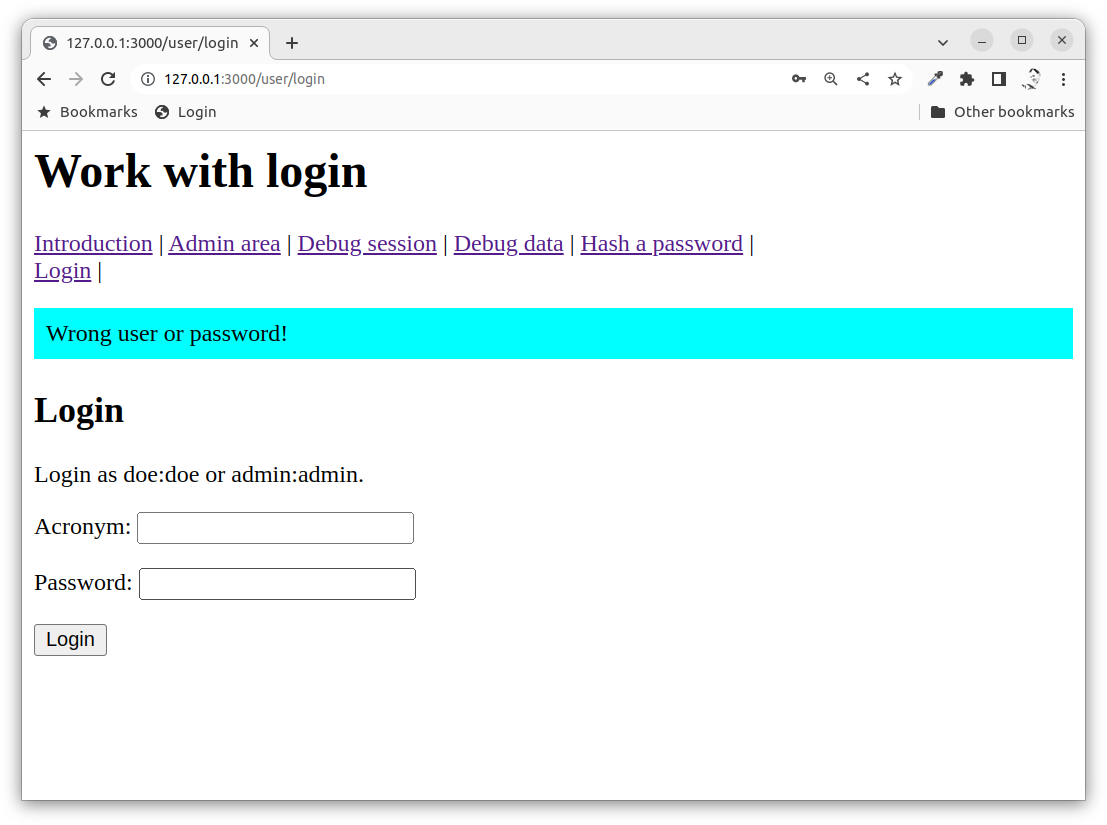 127.0.0.1:3000/user/login
127.0.0.1:3000/user/login
Bookmarks Login Other bookmarks
Work with login
Introduction | Admin area | Debug session | Debug data | Hash a password |
Login |
Wrong user or password!
Login
Login as doe:doe or admin:admin.
Acronym:
Password:
Login